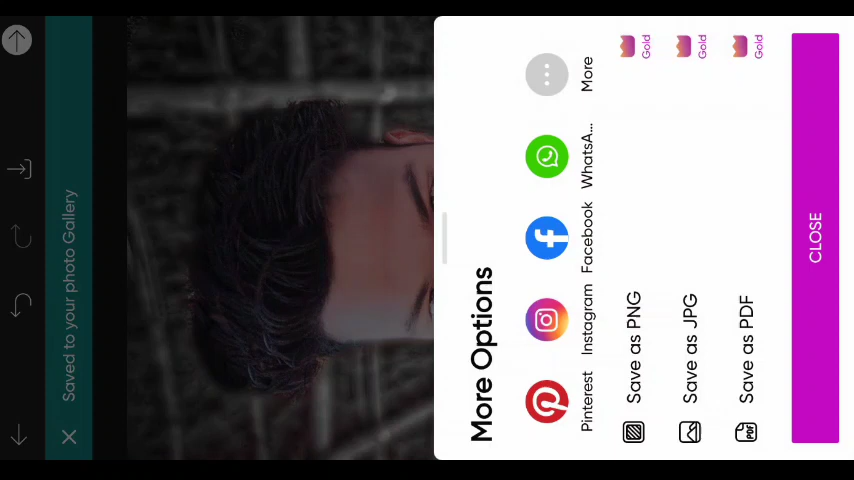 Saved to your photo Gallery
More Options
Pinterest Instagram Facebook WhatsA... More
Save as PNG Gold
Save as JPG Gold
PDF Save as PDF Gold
CLOSE